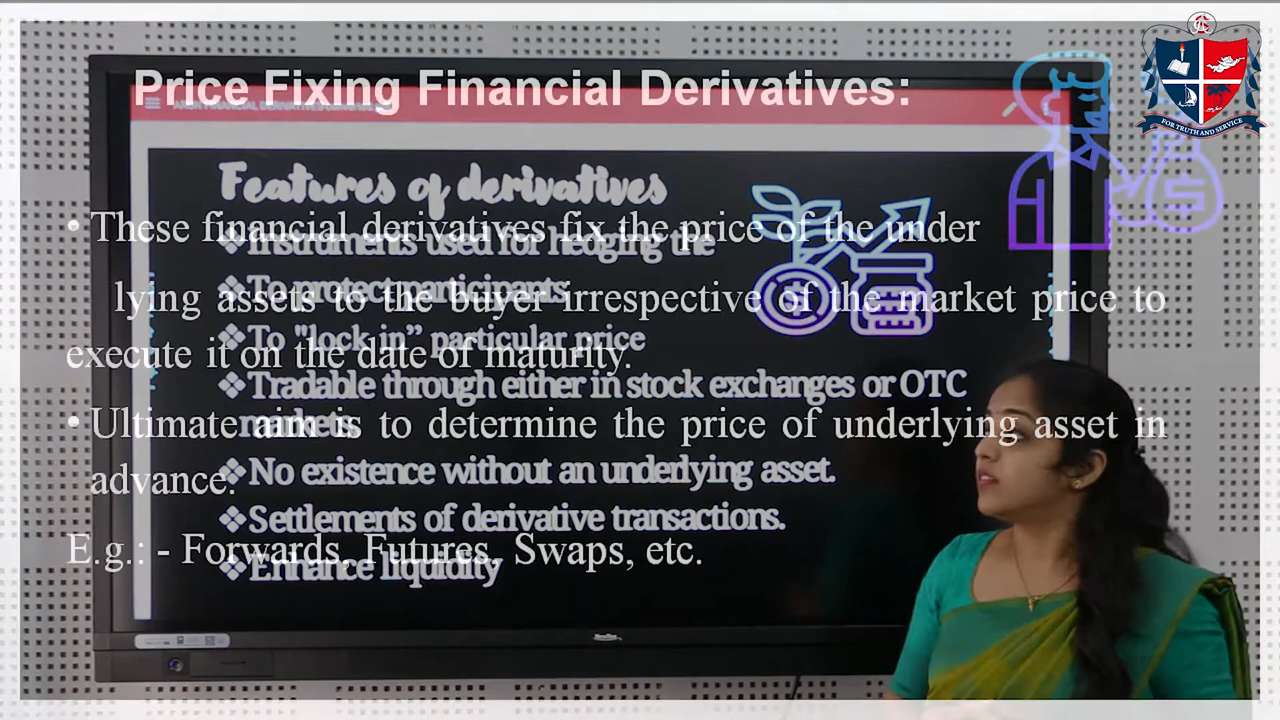 Price Fixing Financial Derivatives:
• These financial derivatives fix the price of the under
lying assets to the buyer irrespective of the market price to
execute it on the date of maturity.
• Ultimate aim is to determine the price of underlying asset in
advance.
E.g.: - Forwards, Futures, Swaps, etc.
Features of derivatives
❖Instruments used for hedging the
❖To protect participants
❖To "lock in” particular price
❖Tradable through either in stock exchanges or OTC
markets
❖No existence without an underlying asset.
❖Settlements of derivative transactions.
❖Enhance liquidity
FOR TRUTH AND SERVICE